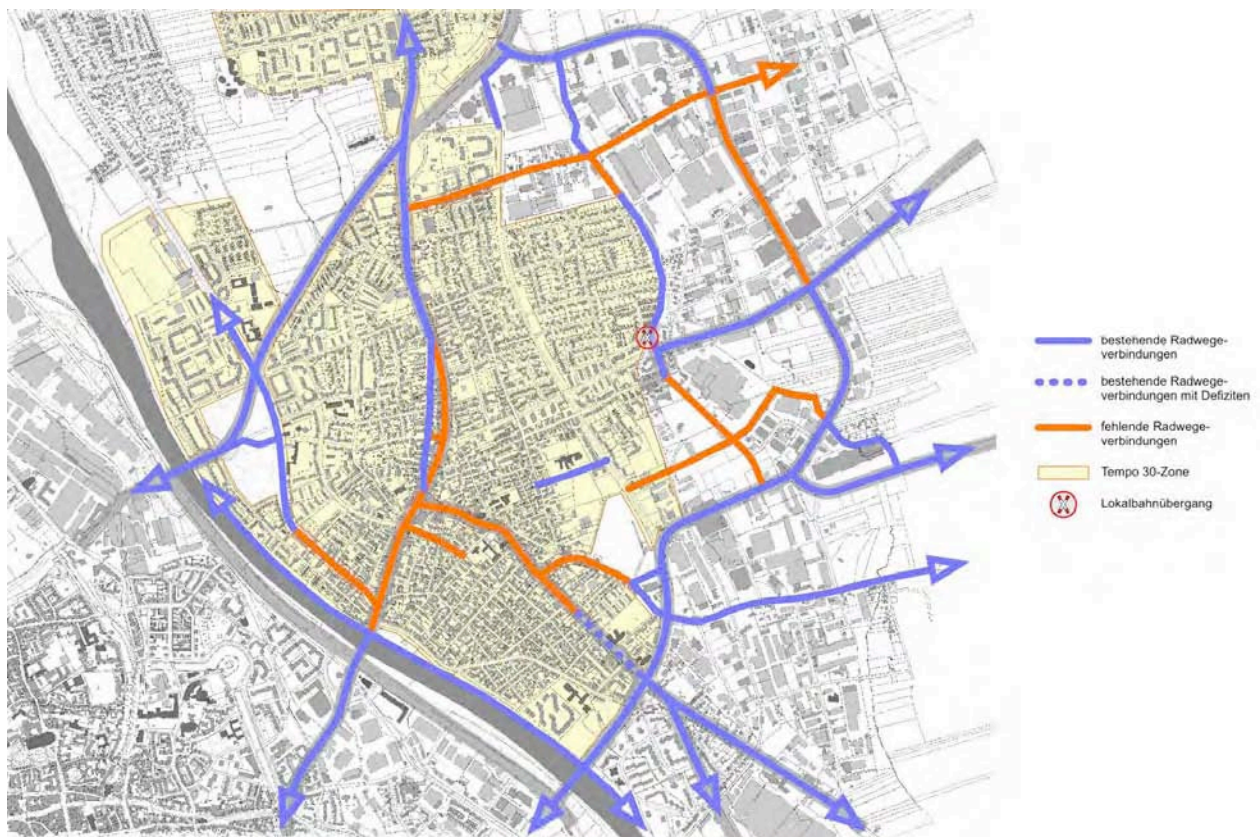 bestehende Radwege-
verbindungen
bestehende Radwege-
verbindungen mit Defiziten
fehlende Radwege-
verbindungen
Tempo 30-Zone
Lokalbahnübergang